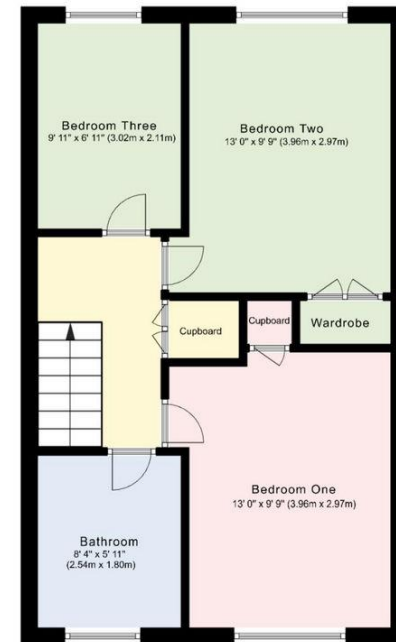 Bedroom Three
9' 11" x 6' 11" (3.02m x 2.11m)
Bedroom Two
13' 0" x 9' 9" (3.96m x 2.97m)
Cupboard
Cupboard
Wardrobe
Bedroom One
13' 0" x 9' 9" (3.96m x 2.97m)
Bathroom
8' 4" x 5' 11"
(2.54m x 1.80m)